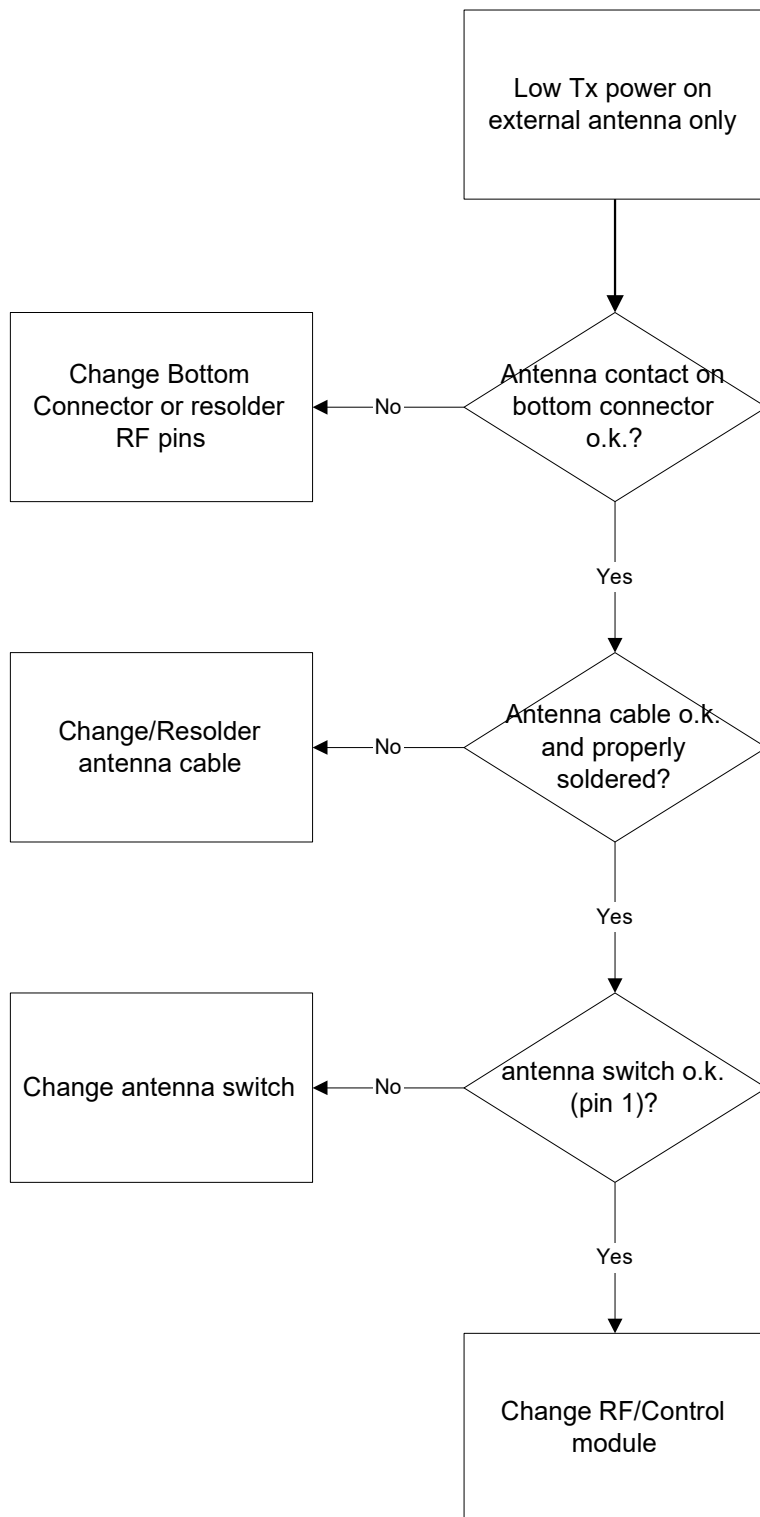 Low Tx power on
external antenna only
Antenna contact on
bottom connector
o.k.?
No
Change Bottom
Connector or resolder
RF pins
Yes
Antenna cable o.k.
and properly
soldered?
No
Change/Resolder
antenna cable
Yes
antenna switch o.k.
(pin 1)?
No
Change antenna switch
Yes
Change RF/Control
module